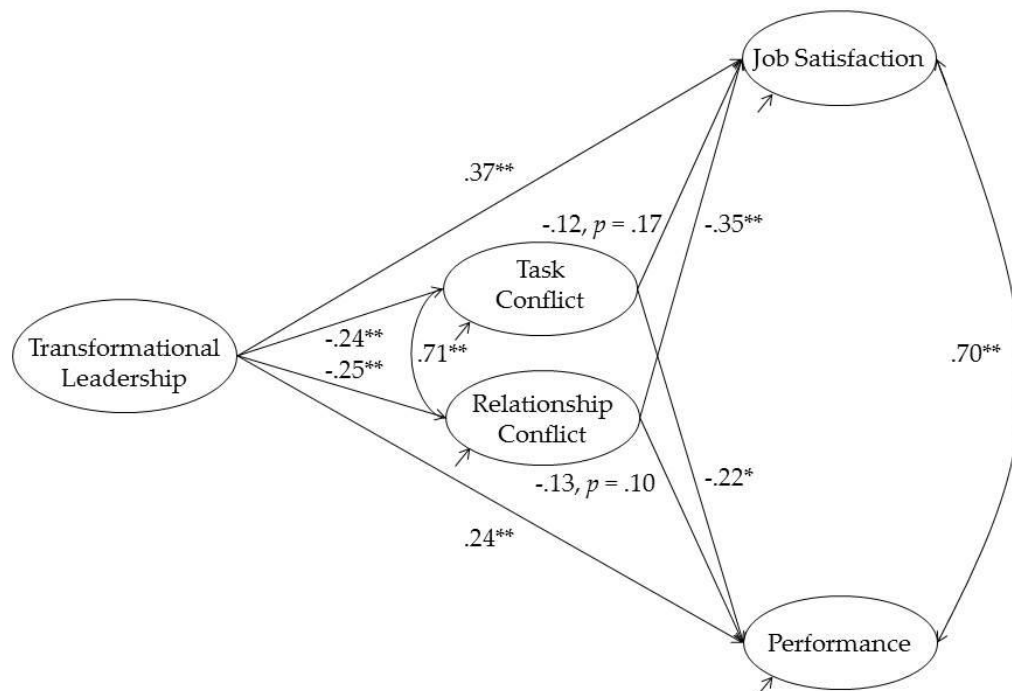 Job Satisfaction
.37**
-.12, p = .17
-.35**
Task
Conflict
Transformational
Leadership
-.24**
-.25**
.71**
.70**
Relationship
Conflict
-.13, p = .10
-.22*
.24**
Performance